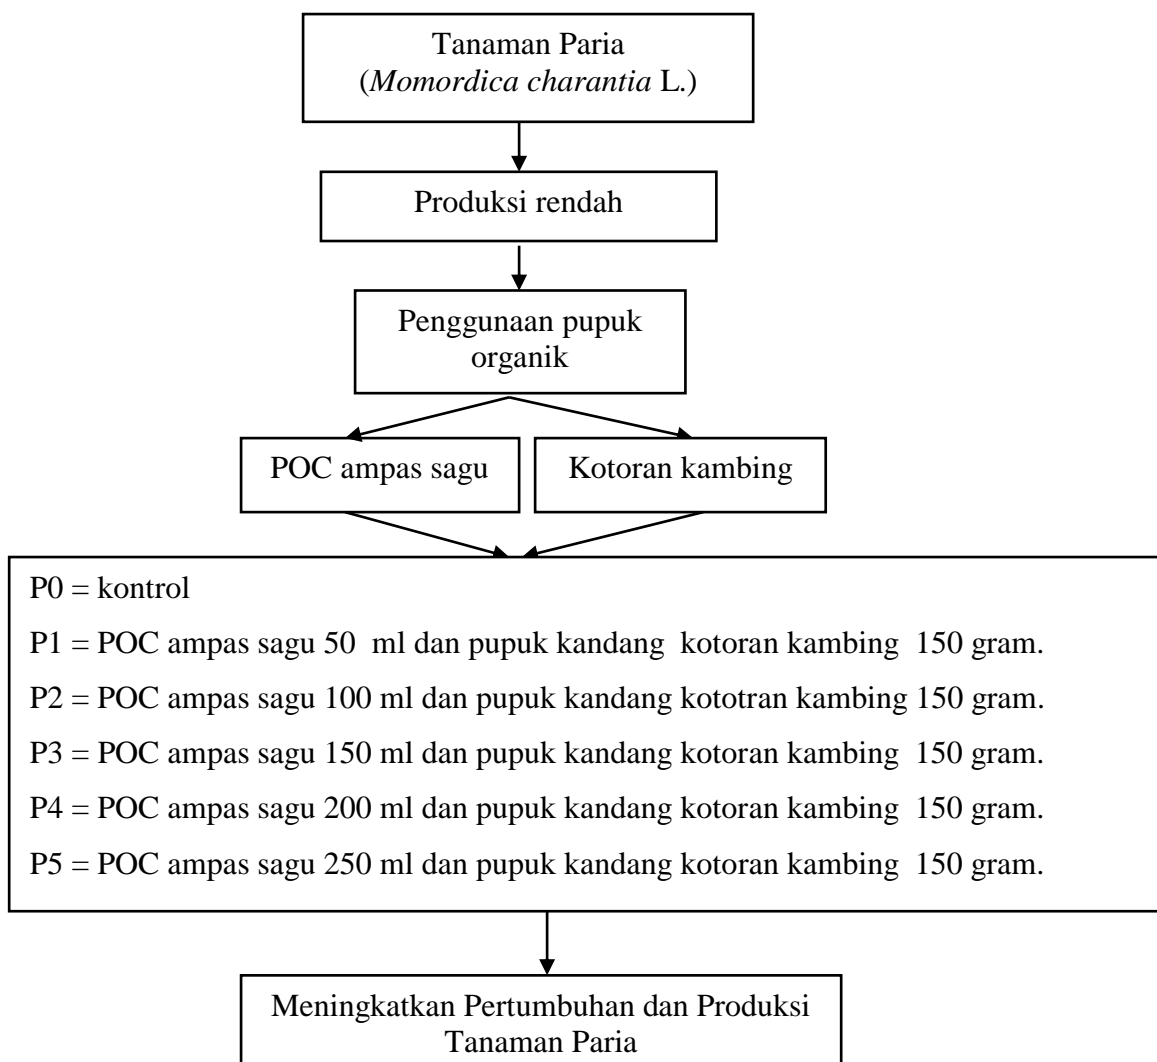 Tanaman Paria
(Momordica charantia L.)
Produksi rendah
Penggunaan pupuk
organik
POC ampas sagu
Kotoran kambing
P0 = kontrol
P1 = POC ampas sagu 50  ml dan pupuk kandang  kotoran kambing  150 gram.
P2 = POC ampas sagu 100 ml dan pupuk kandang kototran kambing 150 gram.
P3 = POC ampas sagu 150 ml dan pupuk kandang kotoran kambing  150 gram.
P4 = POC ampas sagu 200 ml dan pupuk kandang kotoran kambing  150 gram.
P5 = POC ampas sagu 250 ml dan pupuk kandang kotoran kambing  150 gram.
Meningkatkan Pertumbuhan dan Produksi
Tanaman Paria